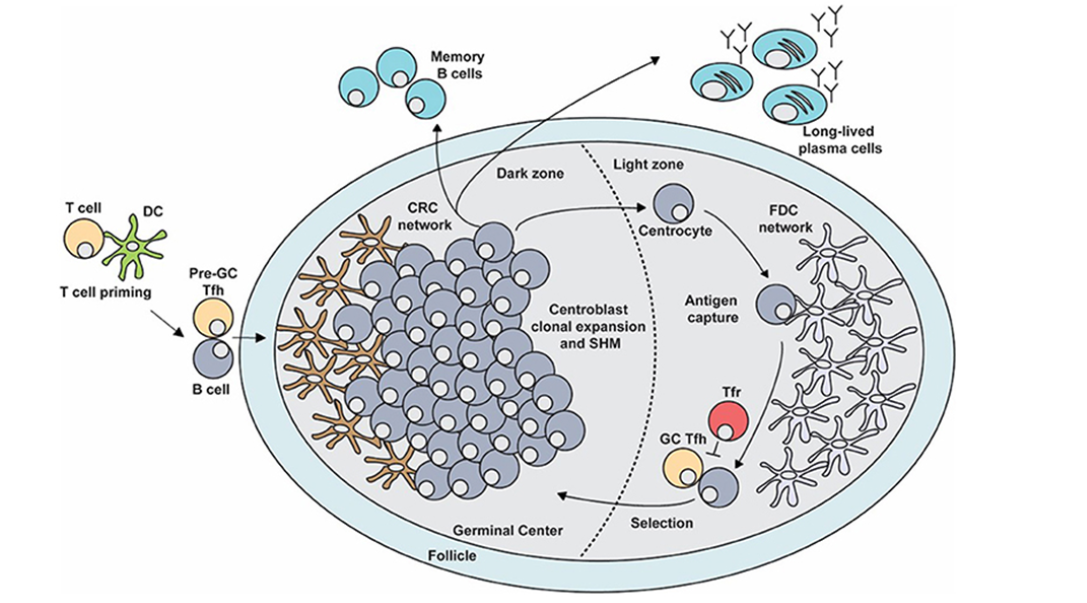 Memory
B cells
Long-lived
plasma cells
Dark zone
Light zone
T cell
DC
CRC
network
Centrocyte
FDC
network
T cell priming
Pre-GC
Tfh
Antigen
capture
Centroblast
clonal expansion
and SHM
B cell
Tfr
GC Tfh
Selection
Germinal Center
Follicle